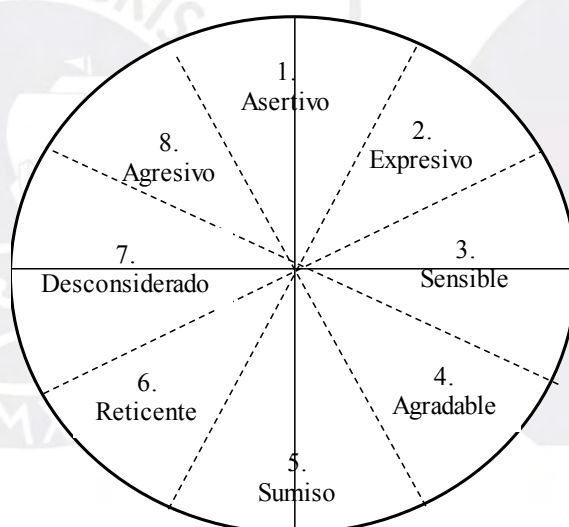 1.
Asertivo
2.
Expresivo
3.
Sensible
4.
Agradable
5.
Sumiso
6.
Reticente
7.
Desconsiderado
8.
Agresivo